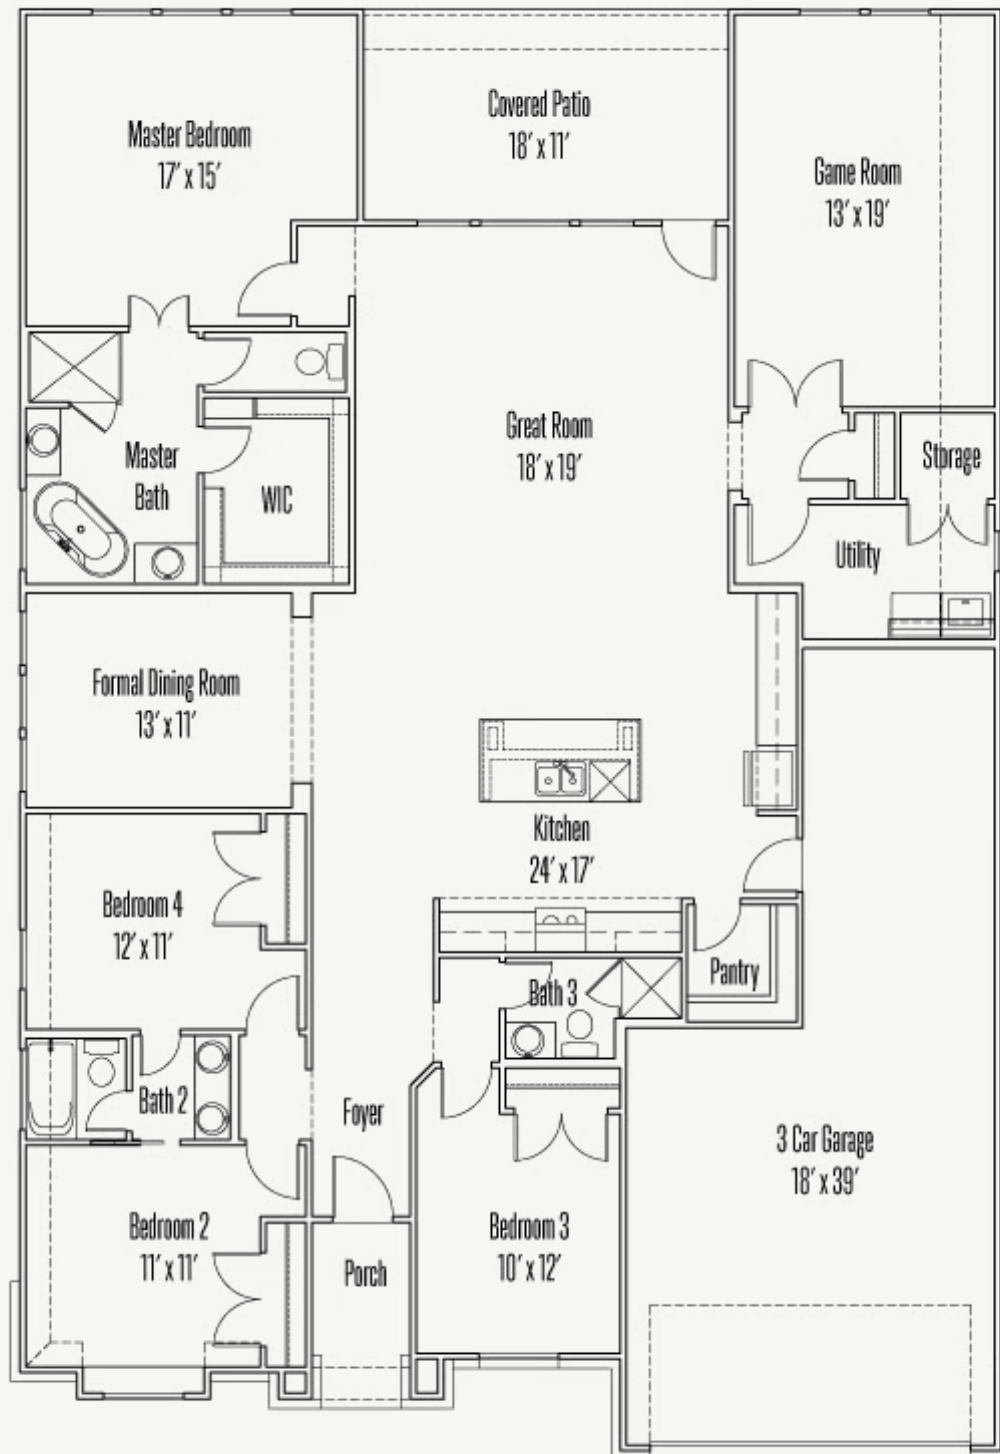 Master Bedroom
17' x 15'
Covered Patio
18' x 11'
Game Room
13' x 19'
Great Room
18' x 19'
Master
Bath
WIC
Storage
Utility
Formal Dining Room
13' x 11'
Kitchen
24' x 17'
Bedroom 4
12' x 11'
Pantry
Bath 3
Bath 2
Foyer
3 Car Garage
18' x 39'
Bedroom 2
11' x 11'
Porch
Bedroom 3
10' x 12'